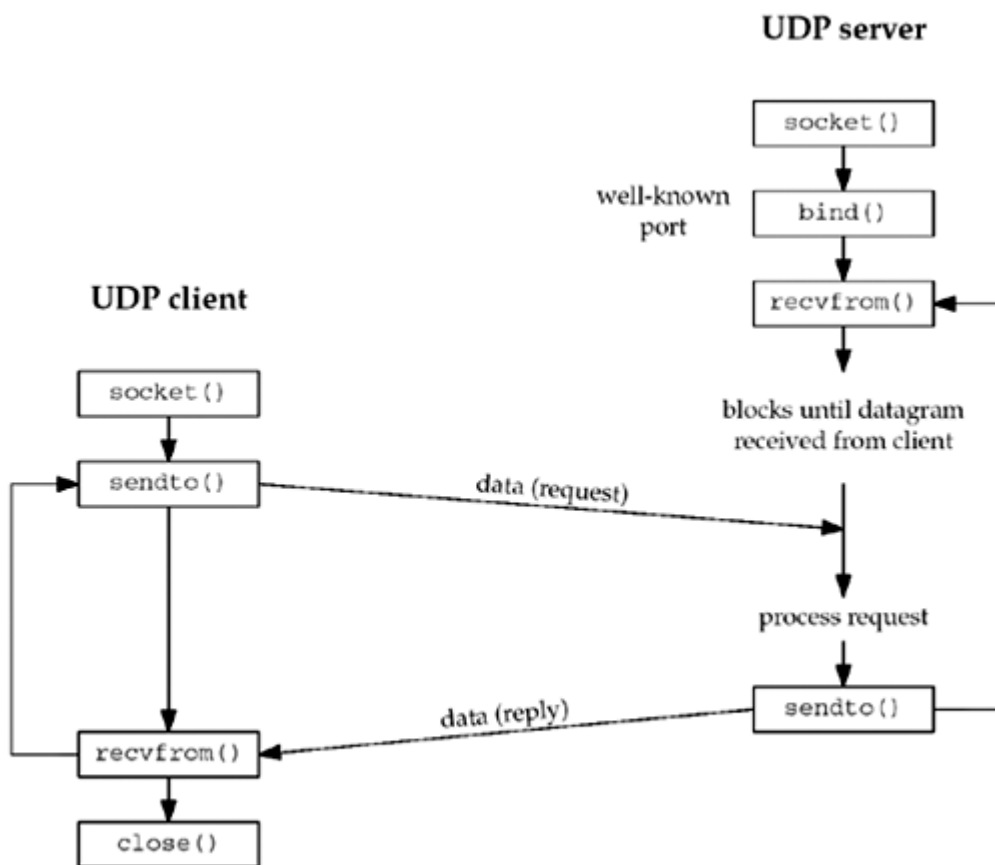 UDP server
socket()
well-known
port
bind()
recvfrom()
UDP client
socket()
blocks until datagram
received from client
sendto()
data (request)
process request
sendto()
data (reply)
recvfrom()
close()